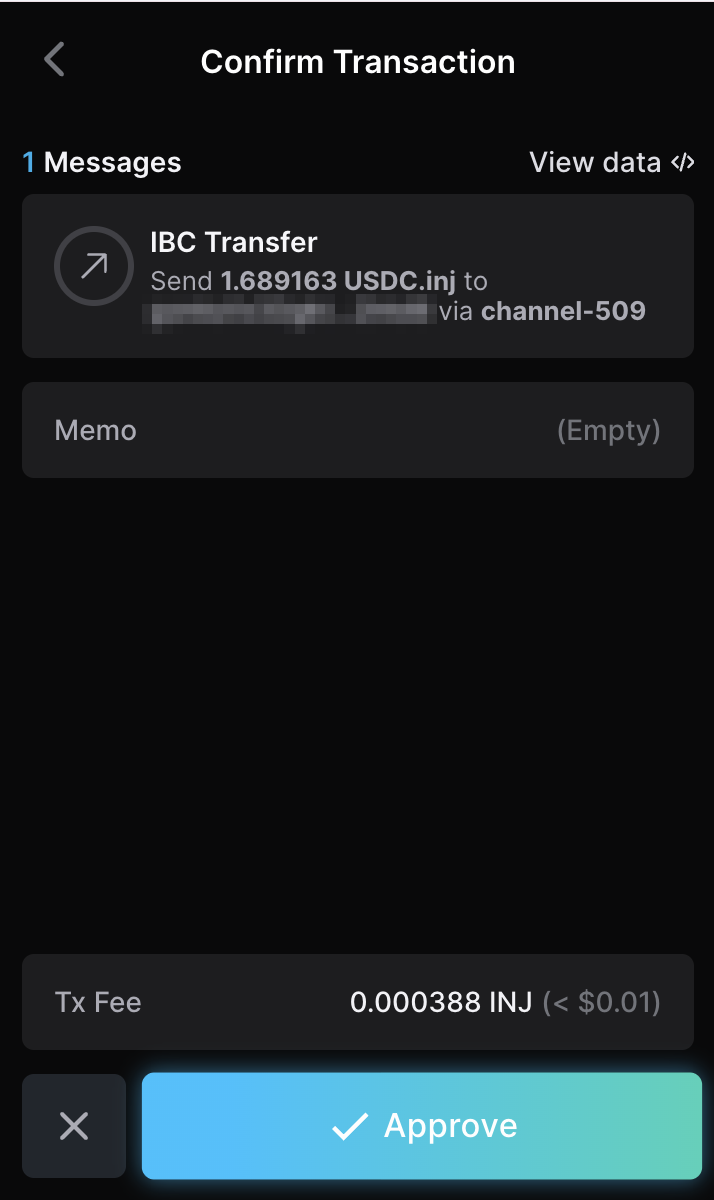 Confirm Transaction
1 Messages
View data </>
IBC Transfer
Send 1.689163 USDC.inj to
via channel-509
Memo
(Empty)
Tx Fee
0.000388 INJ (< $0.01)
Approve